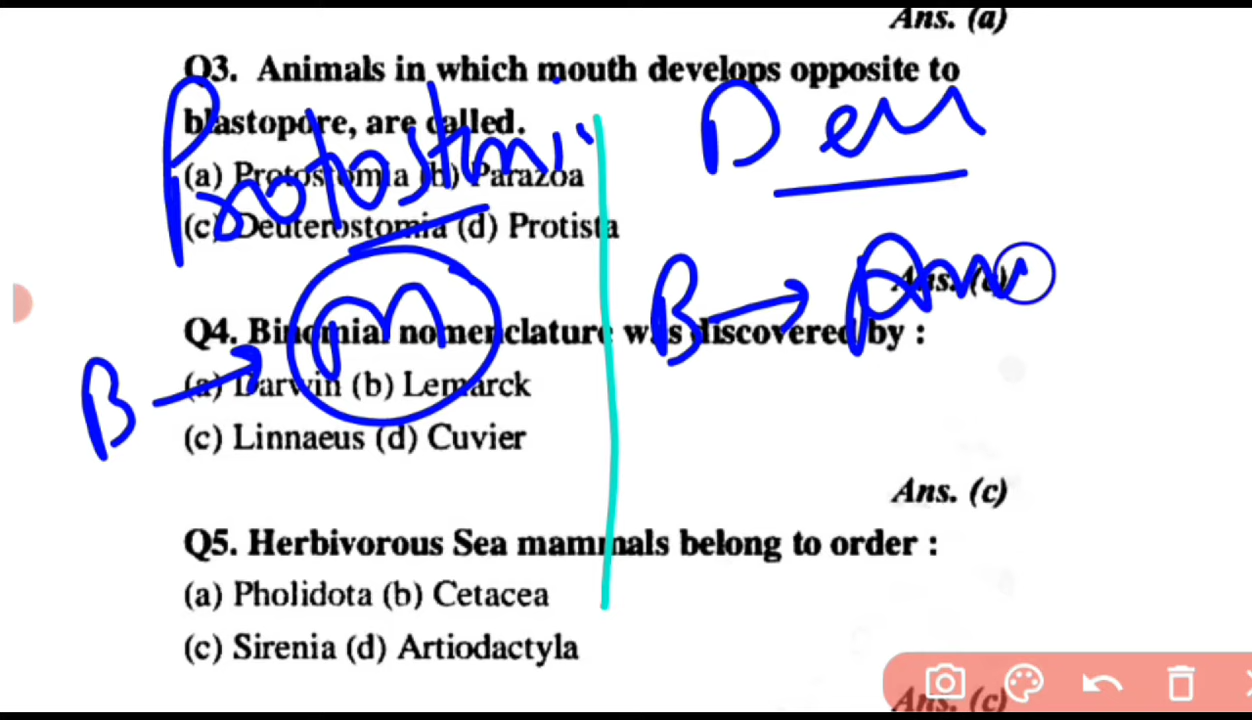 Ans. (a)
Q3. Animals in which mouth develops opposite to
blastopore, are called.
(a) Protostomia (b) Parazoa
(c) Deuterostomia (d) Protista
Protostomi
Deu
Ans. (c)
B → m
B → Anu
Q4. Binomial nomenclature was discovered by :
(a) Darwin (b) Lemarck
(c) Linnaeus (d) Cuvier
Ans. (c)
Q5. Herbivorous Sea mammals belong to order :
(a) Pholidota (b) Cetacea
(c) Sirenia (d) Artiodactyla
Ans. (c)